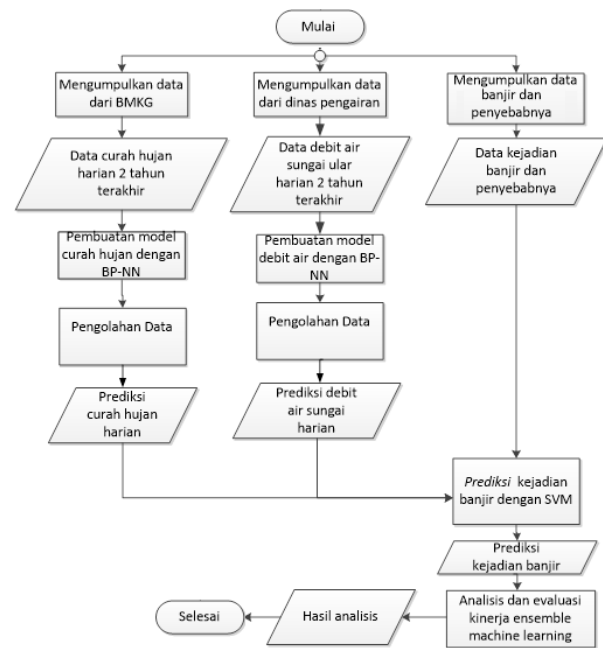 Mulai
Mengumpulkan data
dari BMKG
Mengumpulkan data
dari dinas pengairan
Mengumpulkan data
banjir dan
penyebabnya
Data curah hujan
harian 2 tahun
terakhir
Data debit air
sungai ular
harian 2 tahun
terakhir
Data kejadian
banjir dan
penyebabnya
Pembuatan model
curah hujan dengan
BP-NN
Pembuatan model
debit air dengan BP-
NN
Pengolahan Data
Pengolahan Data
Prediksi
curah hujan
harian
Prediksi debit
air sungai
harian
Prediksi kejadian
banjir dengan SVM
Prediksi
kejadian banjir
Analisis dan evaluasi
kinerja ensemble
machine learning
Hasil analisis
Selesai